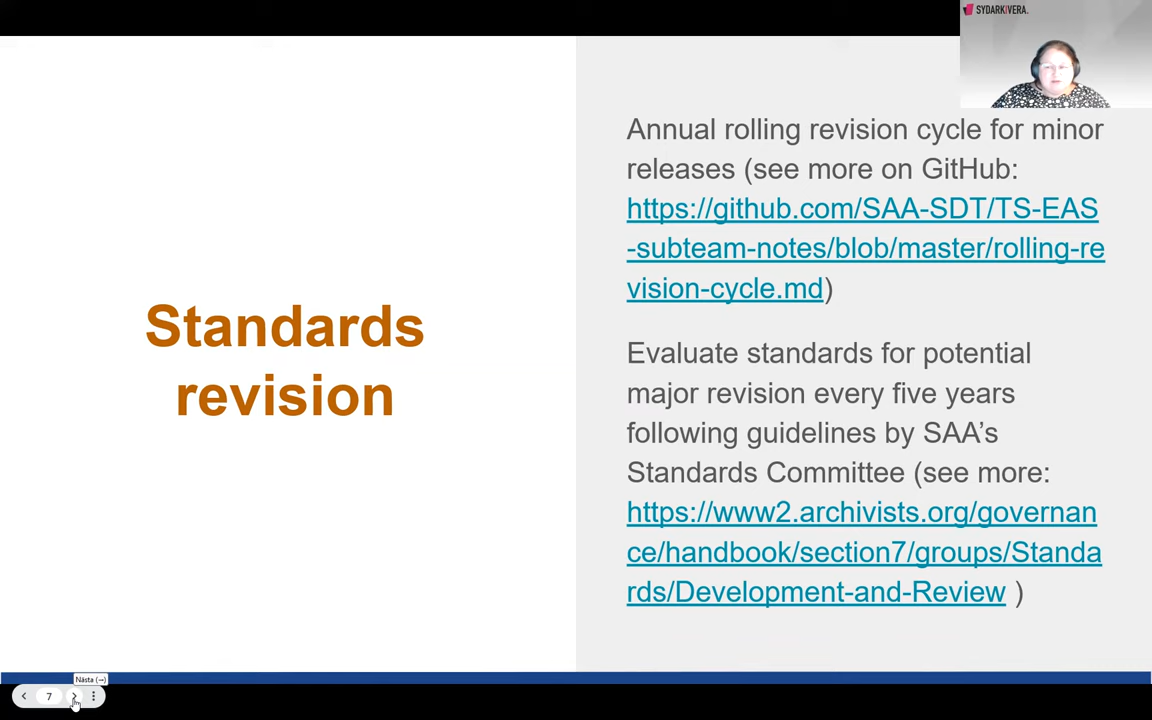 SYDARKIVERA.
Annual rolling revision cycle for minor
releases (see more on GitHub:
https://github.com/SAA-SDT/TS-EAS
-subteam-notes/blob/master/rolling-re
vision-cycle.md)
Standards
revision
Evaluate standards for potential
major revision every five years
following guidelines by SAA’s
Standards Committee (see more:
https://www2.archivists.org/governan
ce/handbook/section7/groups/Standa
rds/Development-and-Review )
Nästa (→)
7